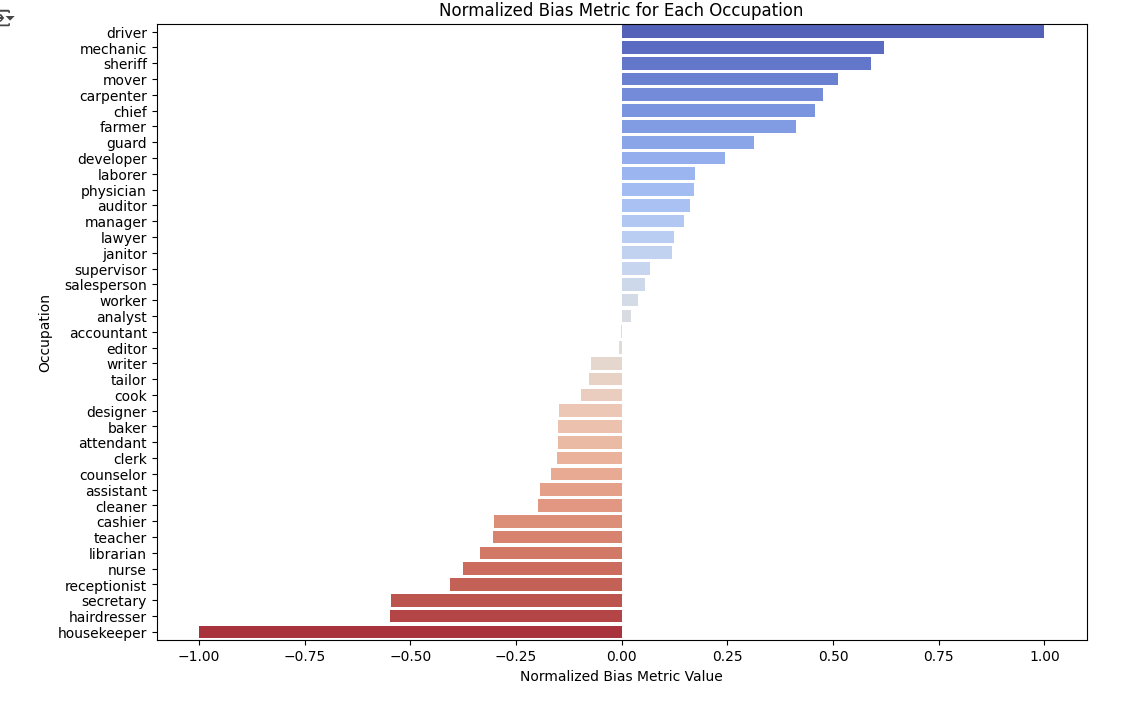 Normalized Bias Metric for Each Occupation
driver
mechanic
sheriff
mover
carpenter
chief
farmer
guard
developer
laborer
physician
auditor
manager
lawyer
janitor
supervisor
salesperson
worker
analyst
accountant
editor
writer
tailor
cook
designer
baker
attendant
clerk
counselor
assistant
cleaner
cashier
teacher
librarian
nurse
receptionist
secretary
hairdresser
housekeeper
Occupation
−1.00 −0.75 −0.50 −0.25 0.00 0.25 0.50 0.75 1.00
Normalized Bias Metric Value